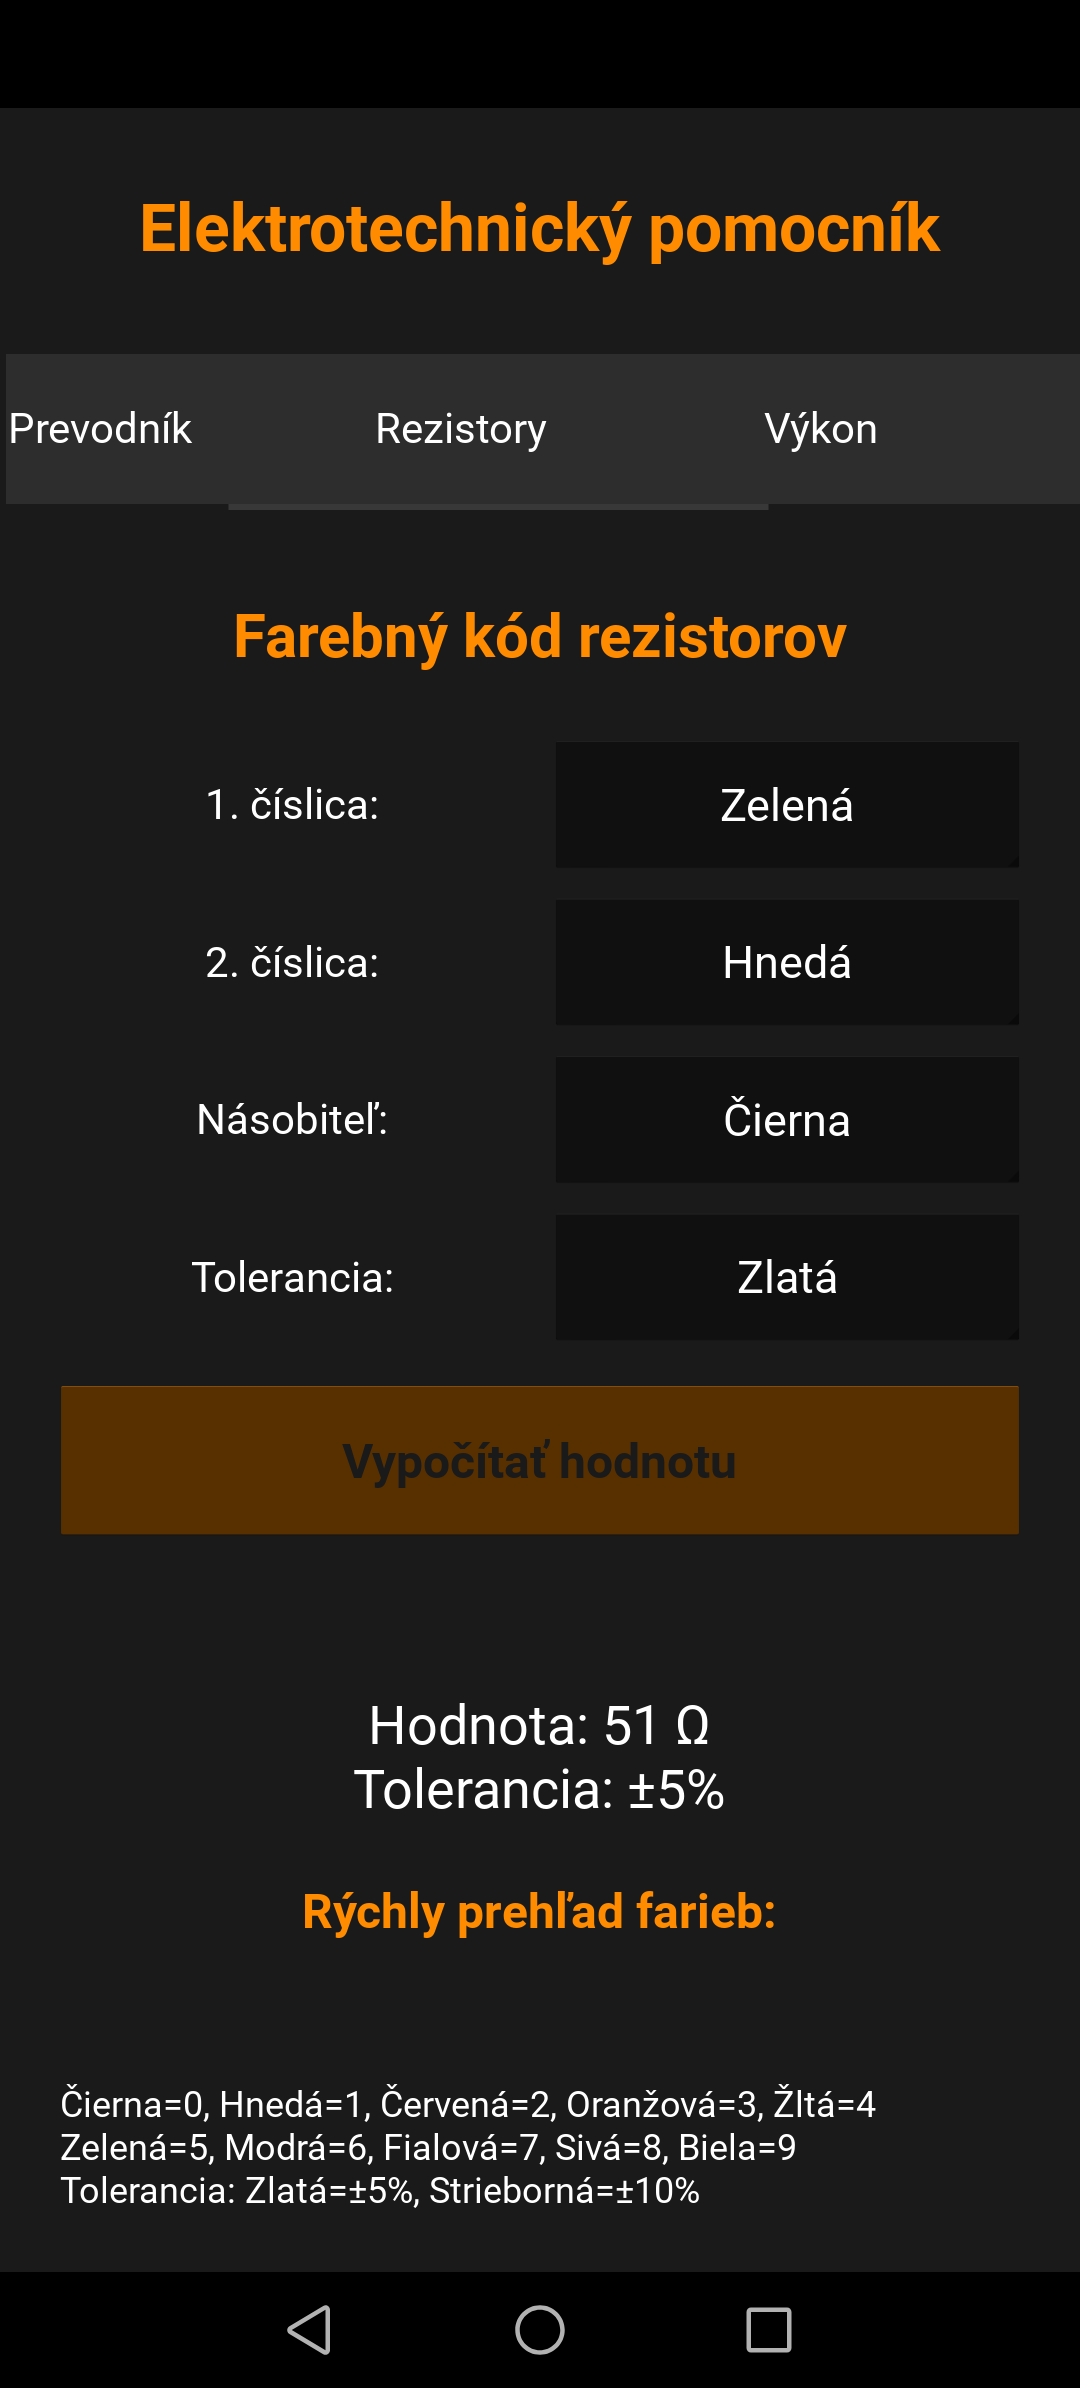 Elektrotechnický pomocník
Prevodník Rezistory Výkon
Farebný kód rezistorov
1. číslica: Zelená
2. číslica: Hnedá
Násobiteľ: Čierna
Tolerancia: Zlatá
Vypočítať hodnotu
Hodnota: 51 Ω
Tolerancia: ±5%
Rýchly prehľad farieb:
Čierna=0, Hnedá=1, Červená=2, Oranžová=3, Žltá=4
Zelená=5, Modrá=6, Fialová=7, Sivá=8, Biela=9
Tolerancia: Zlatá=±5%, Strieborná=±10%